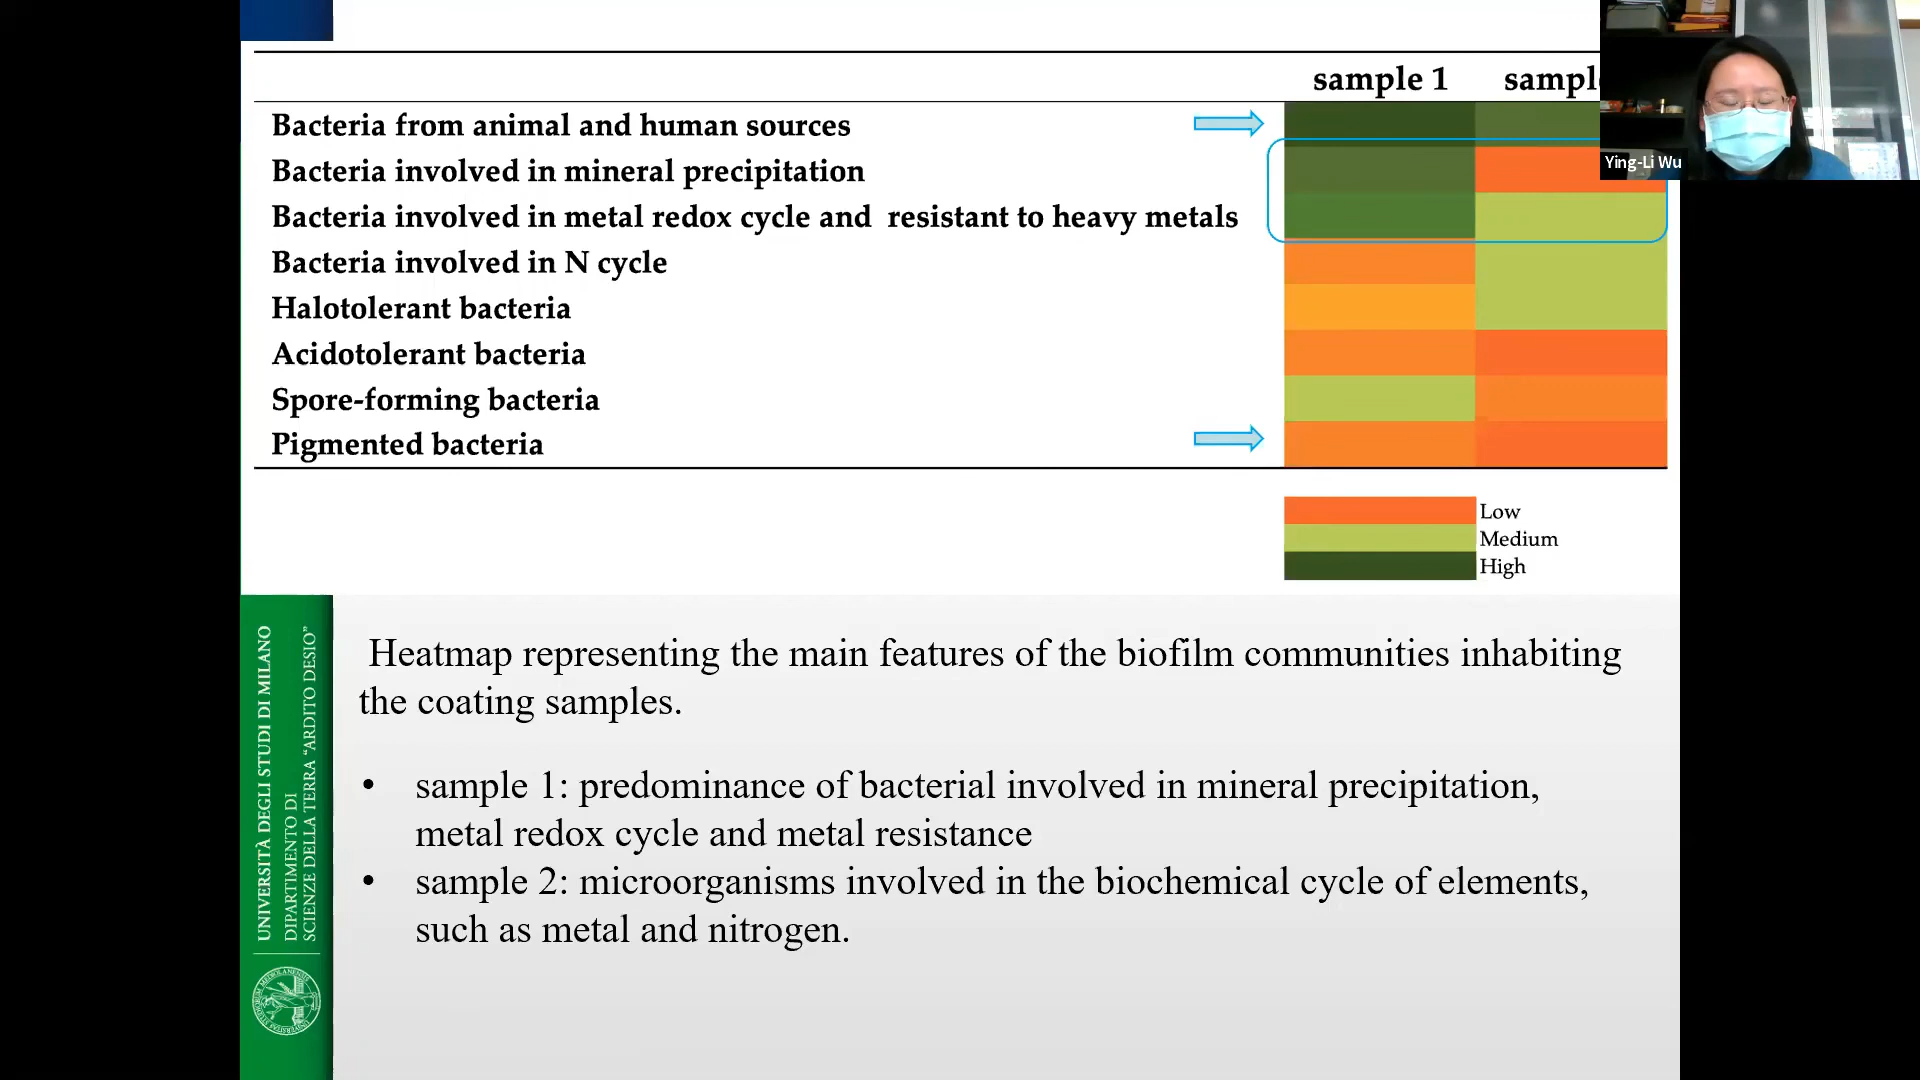 sample 1
Bacteria from animal and human sources
Bacteria involved in mineral precipitation
Ying-Li Wu
Bacteria involved in metal redox cycle and resistant to heavy metals
Bacteria involved in N cycle
Halotolerant bacteria
Acidotolerant bacteria
Spore-forming bacteria
Pigmented bacteria
Low
Medium
High
UNIVERSITÀ DEGLI STUDI DI MILANO
DIPARTIMENTO DI
SCIENZE DELLA TERRA “ARDITO DESIO”
Heatmap representing the main features of the biofilm communities inhabiting
the coating samples.
• sample 1: predominance of bacterial involved in mineral precipitation,
metal redox cycle and metal resistance
• sample 2: microorganisms involved in the biochemical cycle of elements,
such as metal and nitrogen.